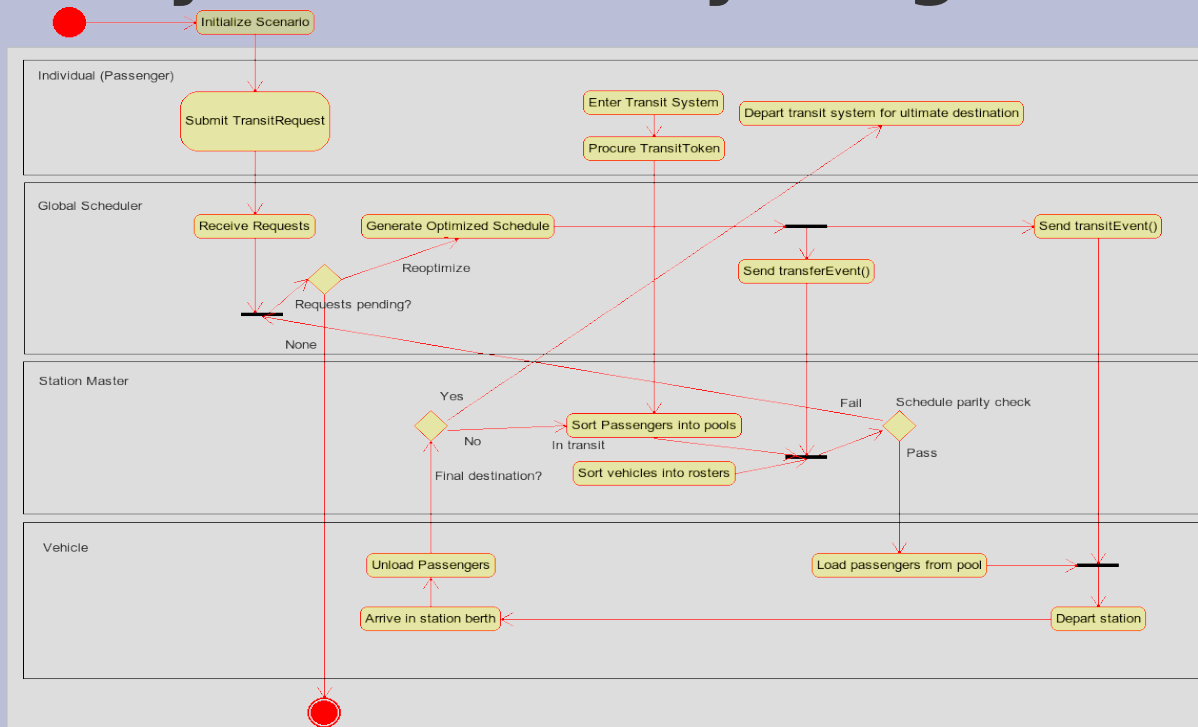 Initialize Scenario
Individual (Passenger)
Submit TransitRequest
Enter Transit System
Procure TransitToken
Depart transit system for ultimate destination
Global Scheduler
Receive Requests
Generate Optimized Schedule
Send transitEvent()
Reoptimize
Send transferEvent()
Requests pending?
None
Station Master
Yes
Fail
Schedule parity check
No
Sort Passengers into pools
In transit
Pass
Final destination?
Sort vehicles into rosters
Vehicle
Unload Passengers
Load passengers from pool
Arrive in station berth
Depart station